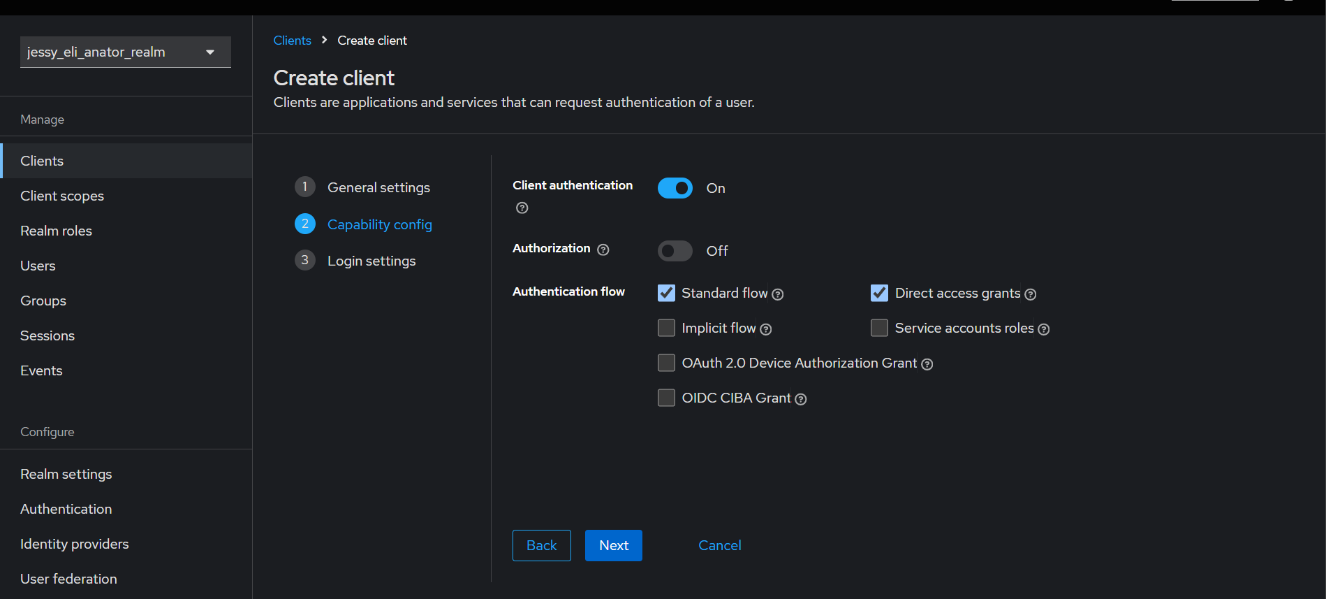 jessy_eli_anator_realm
Manage
Clients
Client scopes
Realm roles
Users
Groups
Sessions
Events
Configure
Realm settings
Authentication
Identity providers
User federation
Clients > Create client
Create client
Clients are applications and services that can request authentication of a user.
1 General settings
2 Capability config
3 Login settings
Client authentication On
Authorization Off
Authentication flow Standard flow Direct access grants
Implicit flow Service accounts roles
OAuth 2.0 Device Authorization Grant
OIDC CIBA Grant
Back Next Cancel